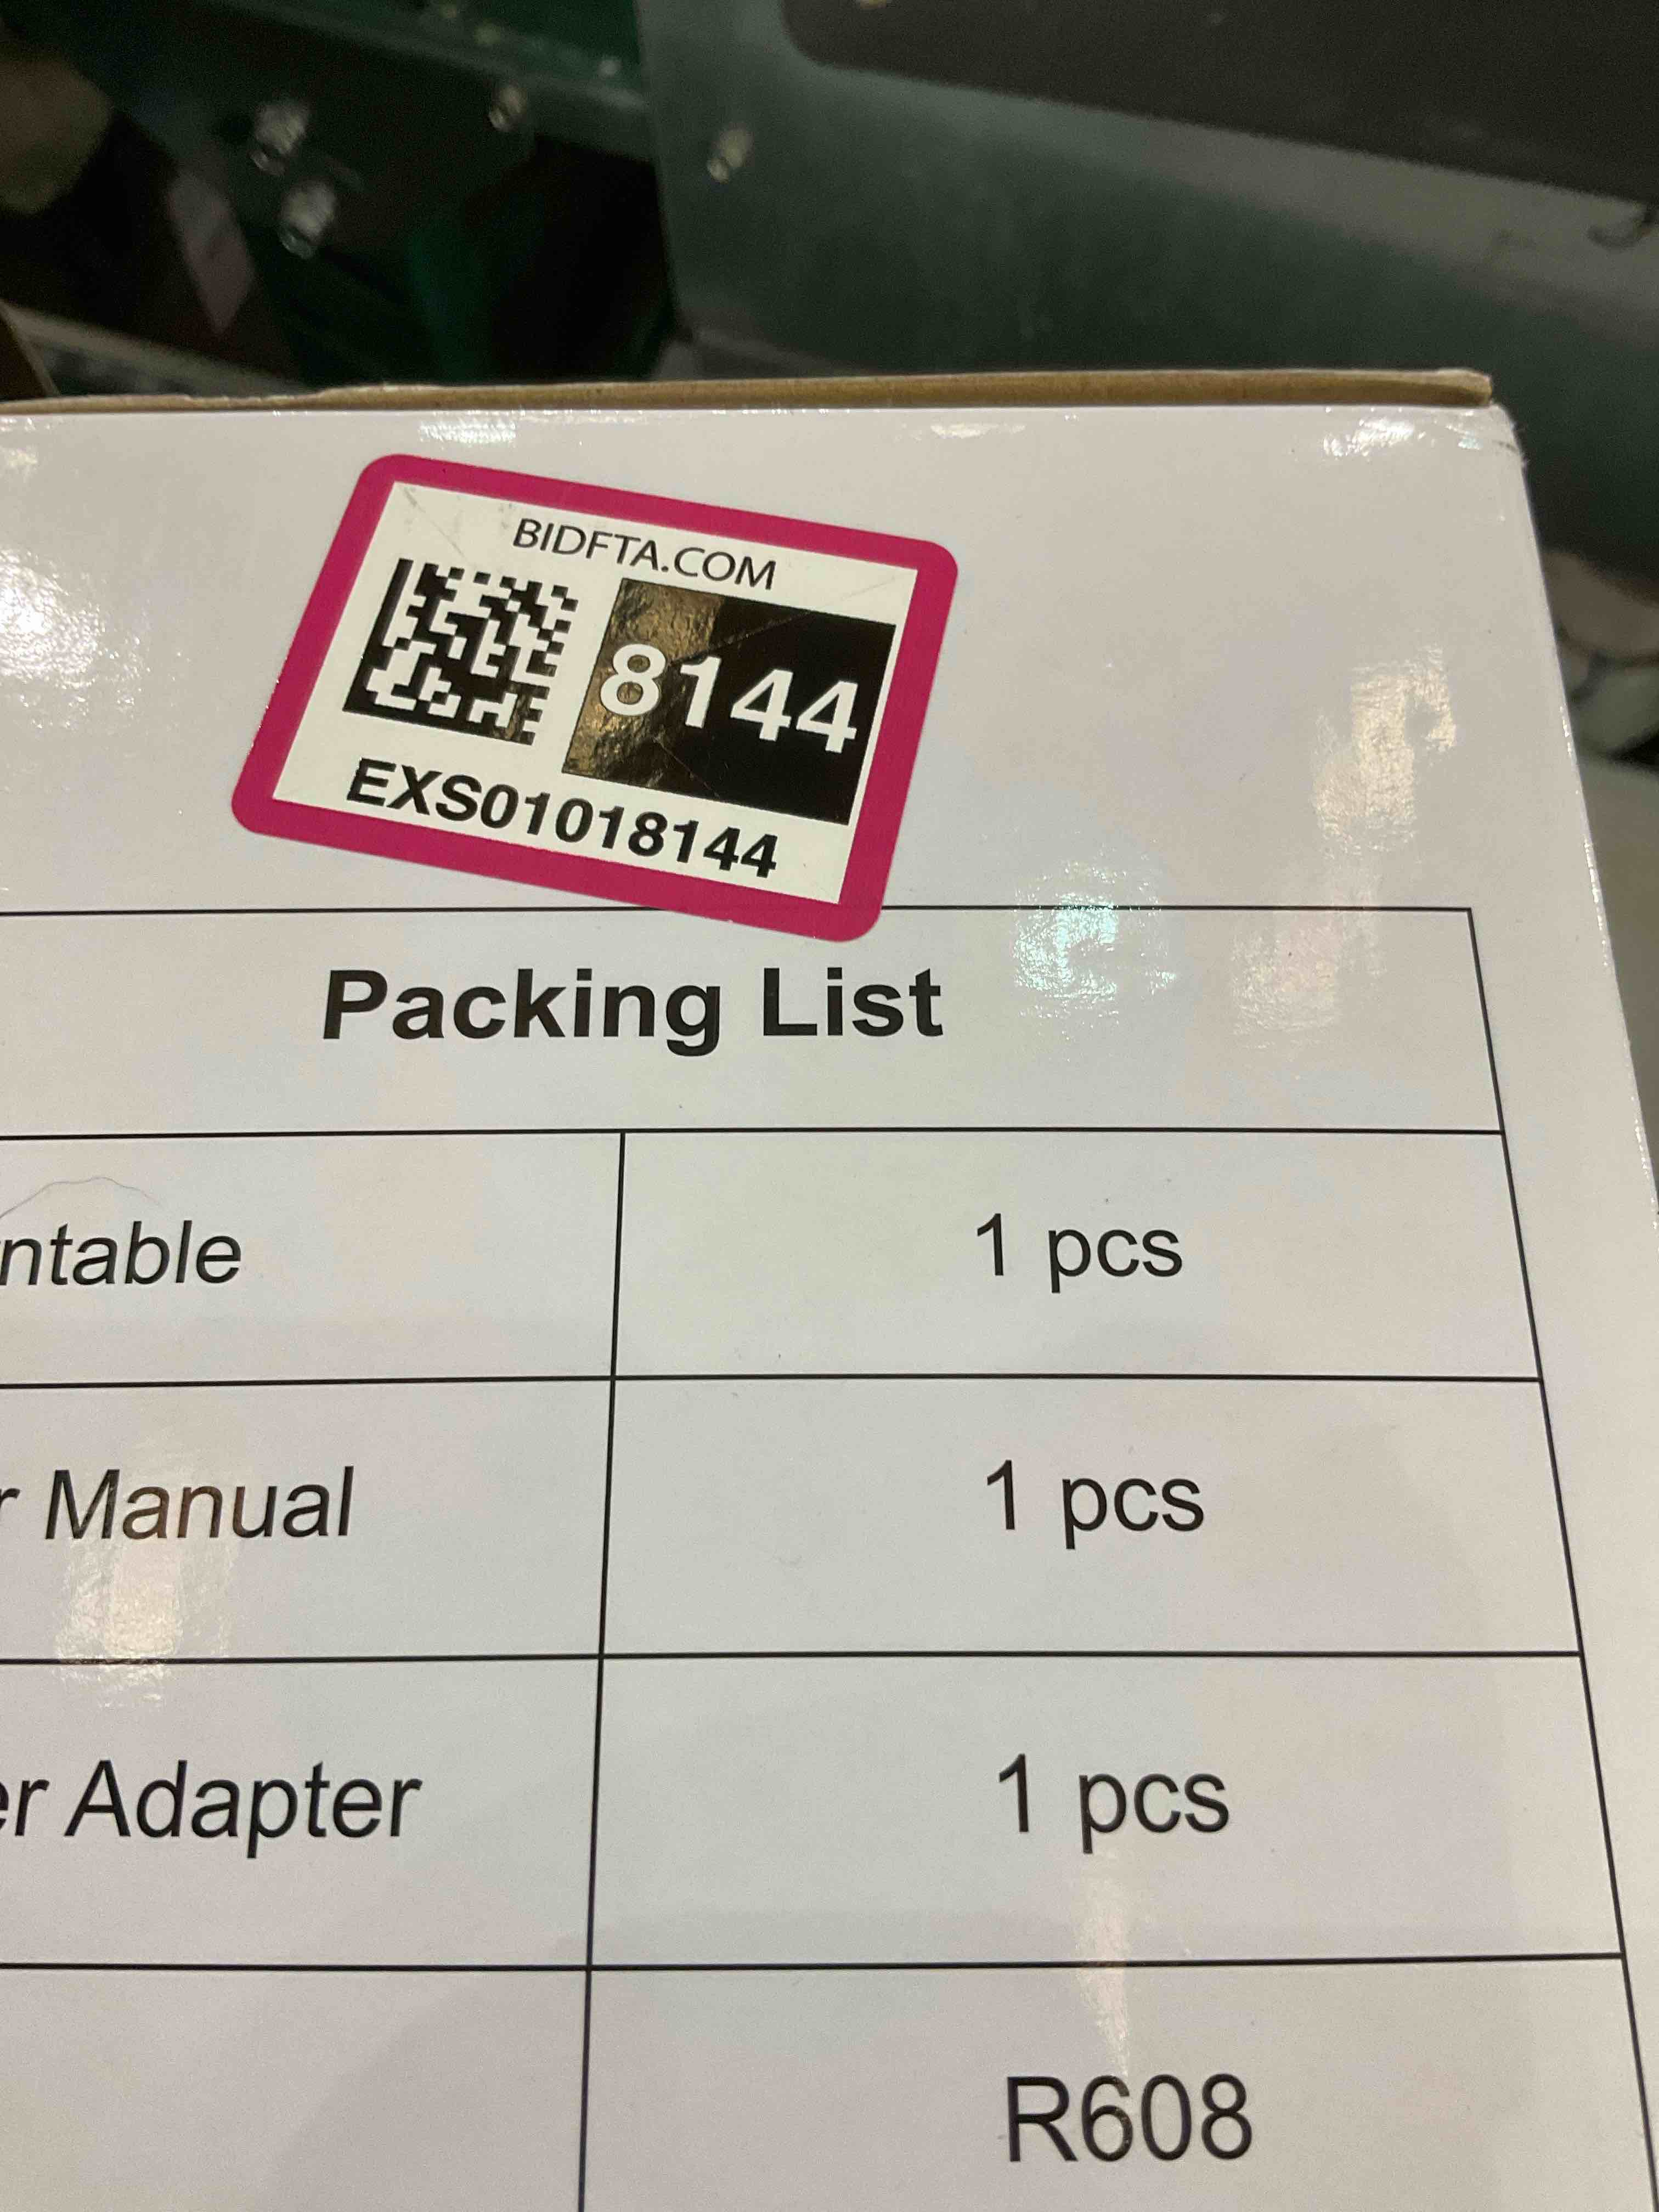 BIDFTA.COM
8144
EXS01018144
Packing List
ntable 1 pcs
r Manual 1 pcs
er Adapter 1 pcs
R608